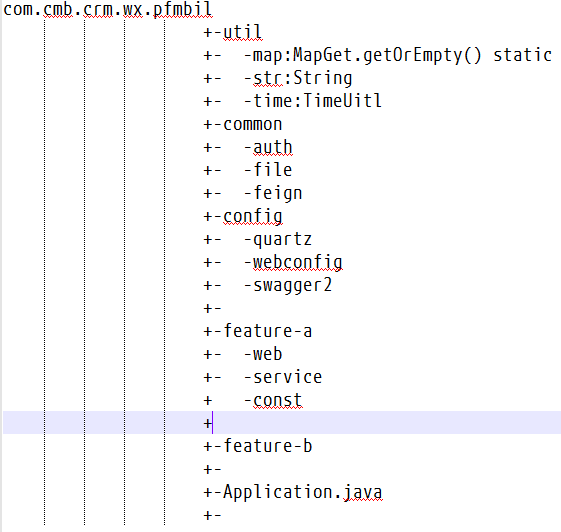 com.cmb.crm.wx.pfmbil
+-util
+-  -map:MapGet.getOrEmpty() static
+-  -str:String
+-  -time:TimeUitl
+-common
+-  -auth
+-  -file
+-  -feign
+-config
+-  -quartz
+-  -webconfig
+-  -swagger2
+-
+-feature-a
+-  -web
+-  -service
+   -const
+
+-feature-b
+-
+-Application.java
+-